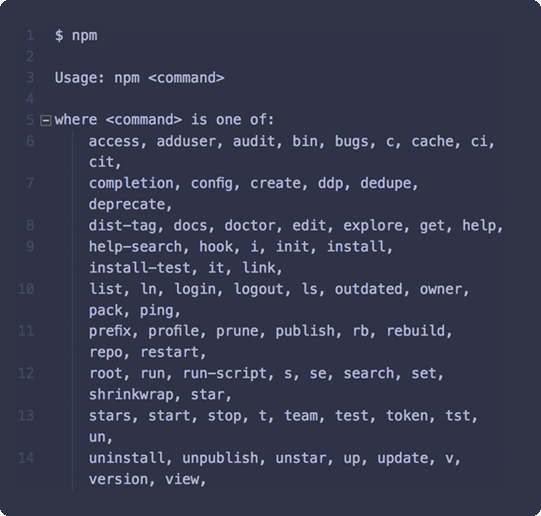 1 $ npm
2
3 Usage: npm <command>
4
5 where <command> is one of:
6 access, adduser, audit, bin, bugs, c, cache, ci,
cit,
7 completion, config, create, ddp, dedupe,
deprecate,
8 dist-tag, docs, doctor, edit, explore, get, help,
9 help-search, hook, i, init, install,
install-test, it, link,
10 list, ln, login, logout, ls, outdated, owner,
pack, ping,
11 prefix, profile, prune, publish, rb, rebuild,
repo, restart,
12 root, run, run-script, s, se, search, set,
shrinkwrap, star,
13 stars, start, stop, t, team, test, token, tst,
un,
14 uninstall, unpublish, unstar, up, update, v,
version, view,